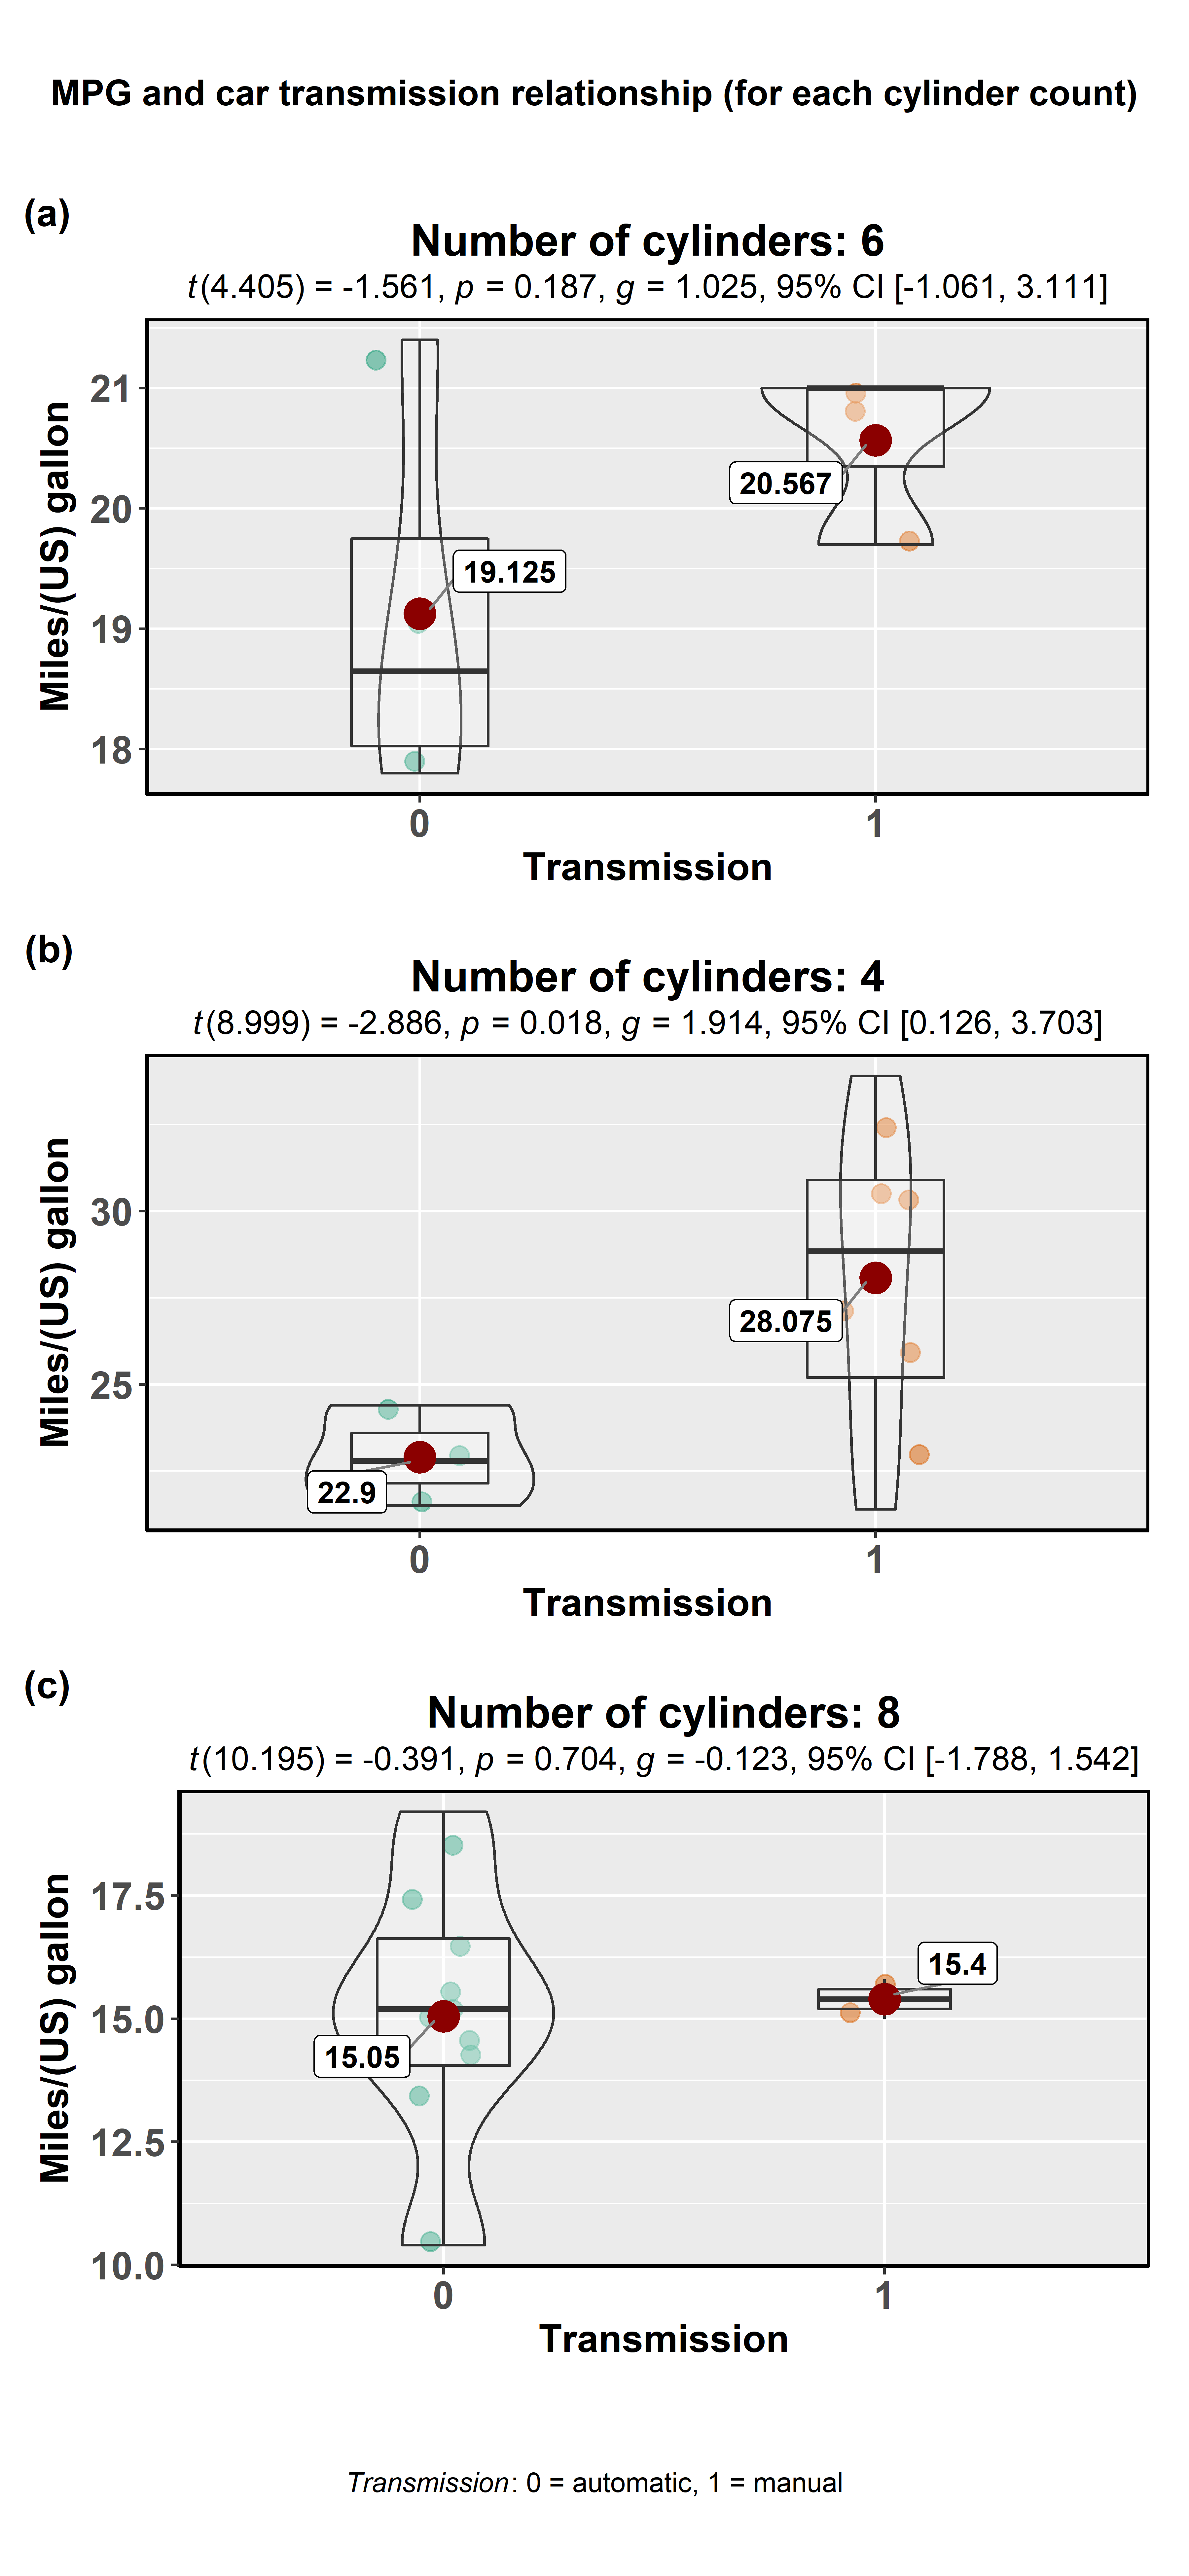 MPG and car transmission relationship (for each cylinder count)
(a)
Number of cylinders: 6
t(4.405) = -1.561, p = 0.187, g = 1.025, 95% CI [-1.061, 3.111]
Miles/(US) gallon
21
20
19
18
19.125
20.567
0
1
Transmission
(b)
Number of cylinders: 4
t(8.999) = -2.886, p = 0.018, g = 1.914, 95% CI [0.126, 3.703]
Miles/(US) gallon
30
25
22.9
28.075
0
1
Transmission
(c)
Number of cylinders: 8
t(10.195) = -0.391, p = 0.704, g = -0.123, 95% CI [-1.788, 1.542]
Miles/(US) gallon
17.5
15.0
12.5
10.0
15.05
15.4
0
1
Transmission
Transmission: 0 = automatic, 1 = manual